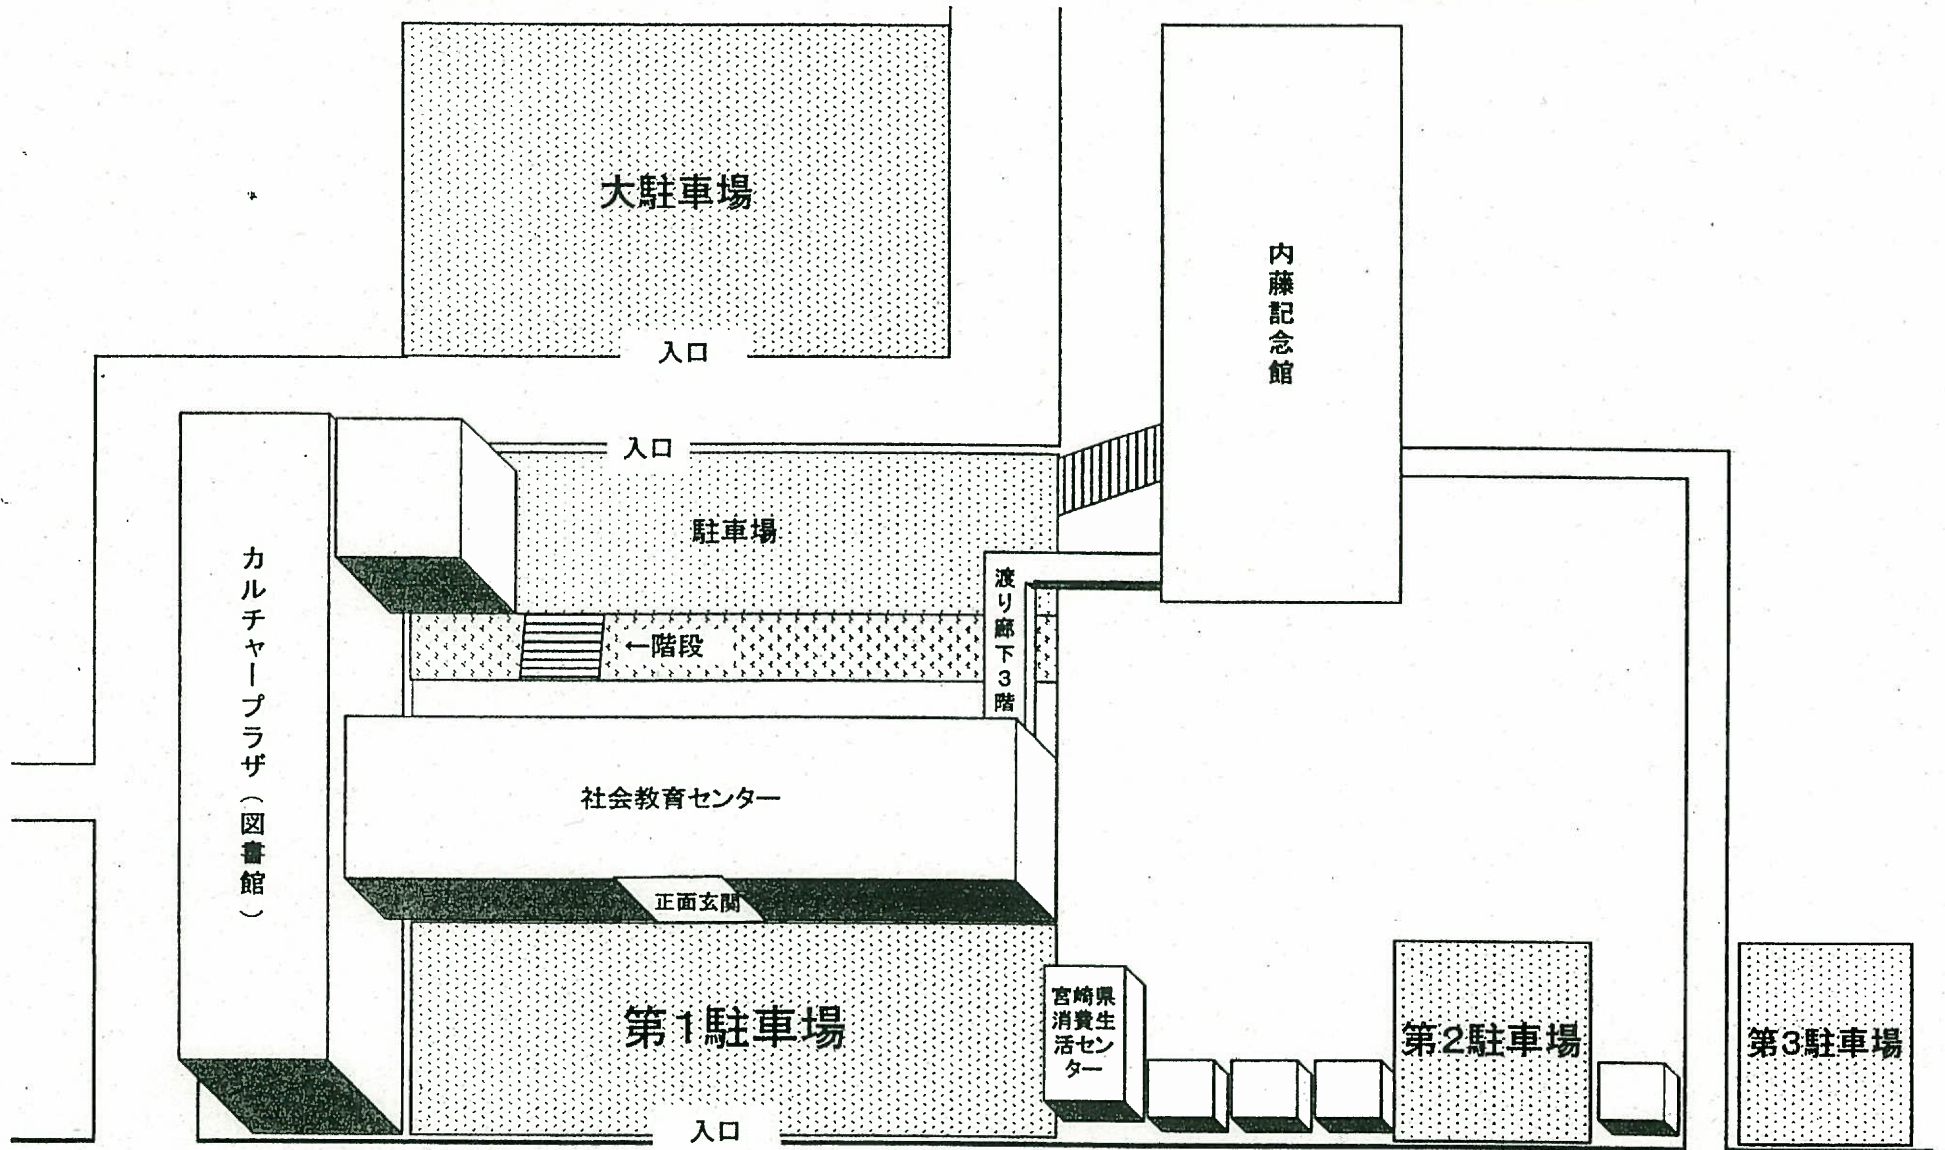 大駐車場
入口
内藤記念館
入口
駐車場
渡り廊下3階
←階段
カルチャープラザ(図書館)
社会教育センター
正面玄関
第1駐車場
宮崎県
消費生
活セン
ター
第2駐車場
第3駐車場
入口